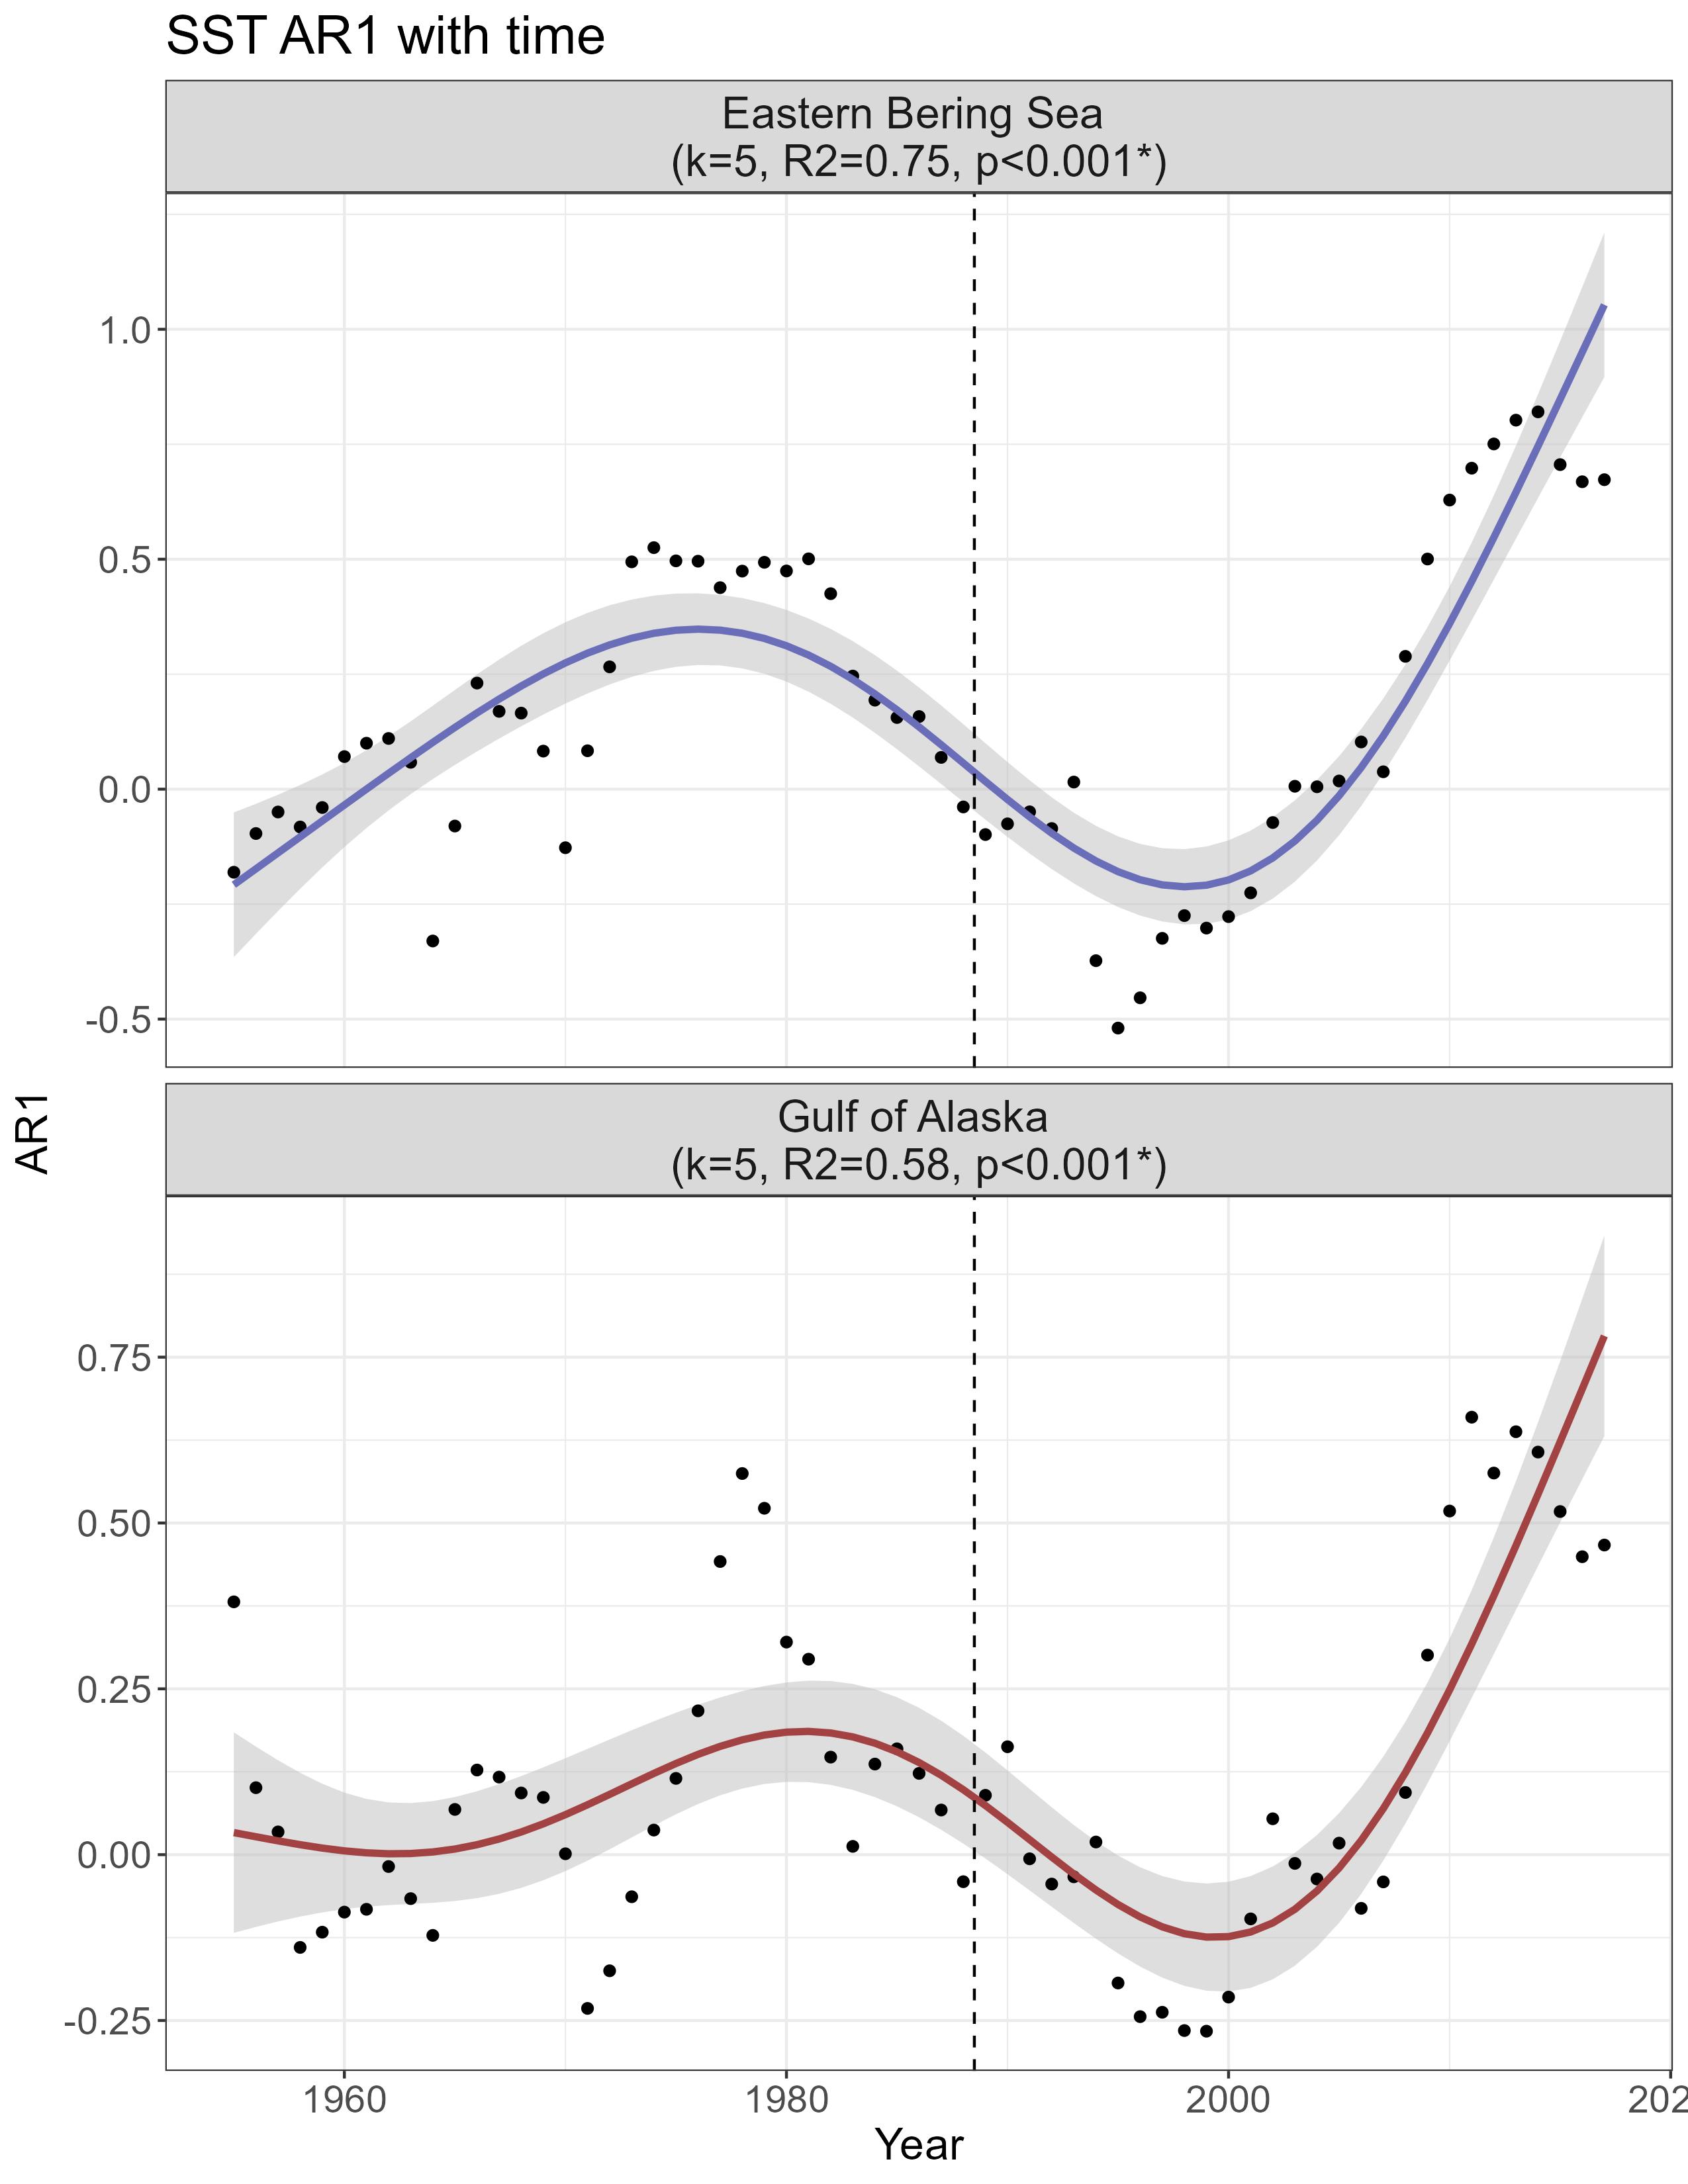 SST AR1 with time
Eastern Bering Sea
(k=5, R2=0.75, p<0.001*)
1.0
0.5
0.0
-0.5
AR1
Gulf of Alaska
(k=5, R2=0.58, p<0.001*)
0.75
0.50
0.25
0.00
-0.25
1960 1980 2000 202
Year